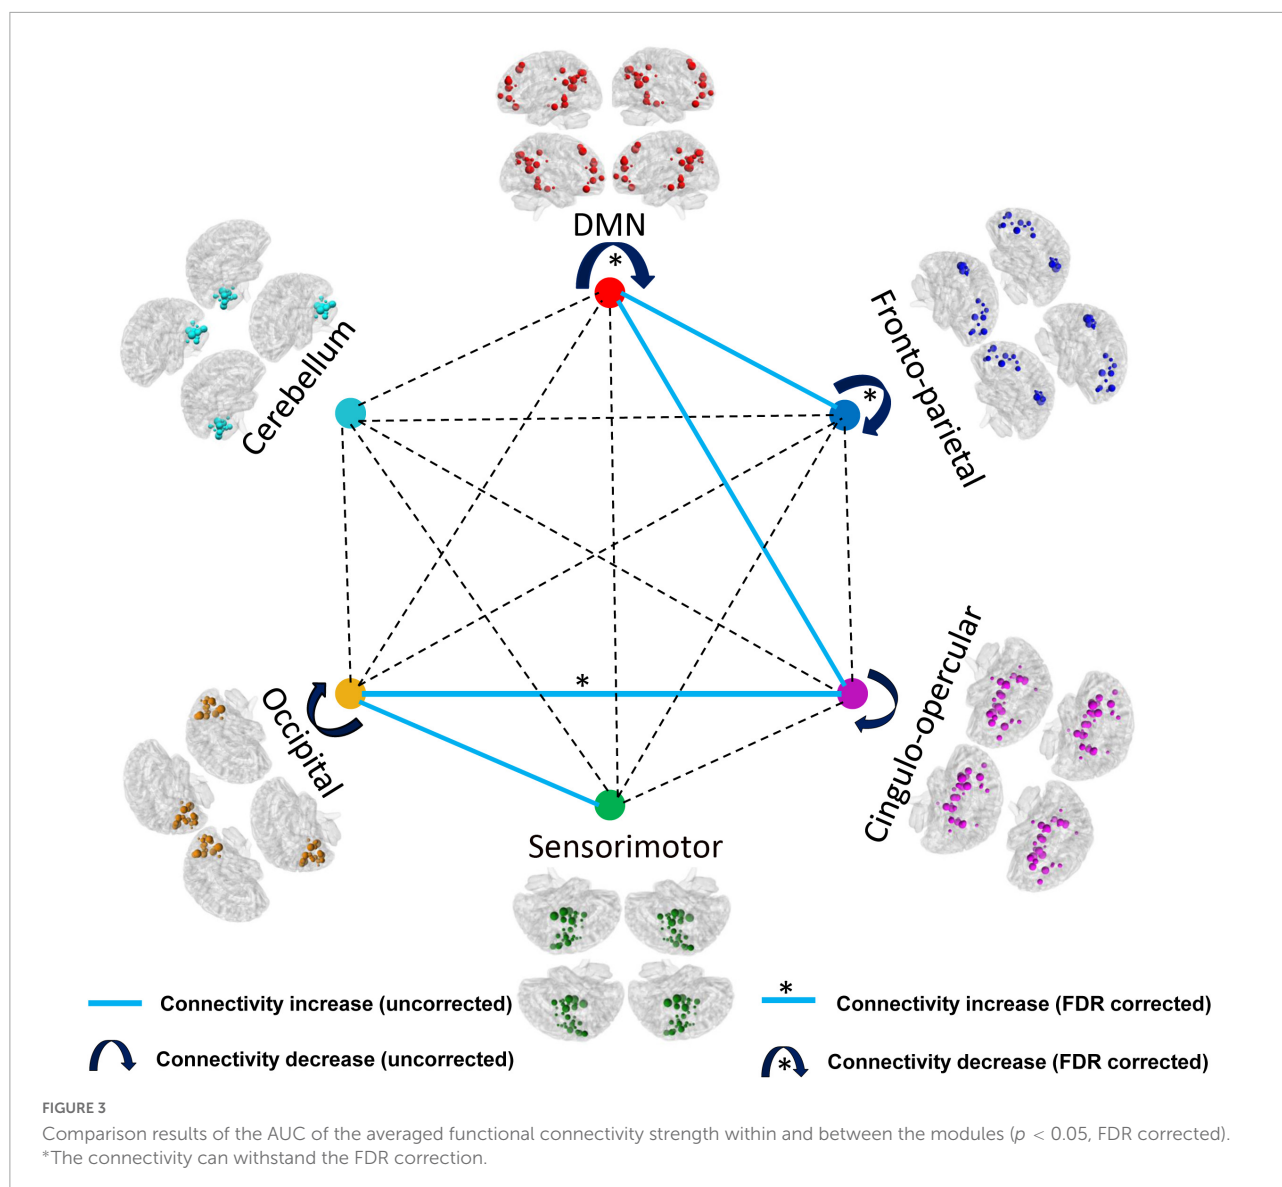 DMN
*
Fronto-parietal
*
Cerebellum
*
Cingulo-opercular
Occipital
Sensorimotor
Connectivity increase (uncorrected)
* Connectivity increase (FDR corrected)
Connectivity decrease (uncorrected)
* Connectivity decrease (FDR corrected)
FIGURE 3
Comparison results of the AUC of the averaged functional connectivity strength within and between the modules (p < 0.05, FDR corrected).
*The connectivity can withstand the FDR correction.